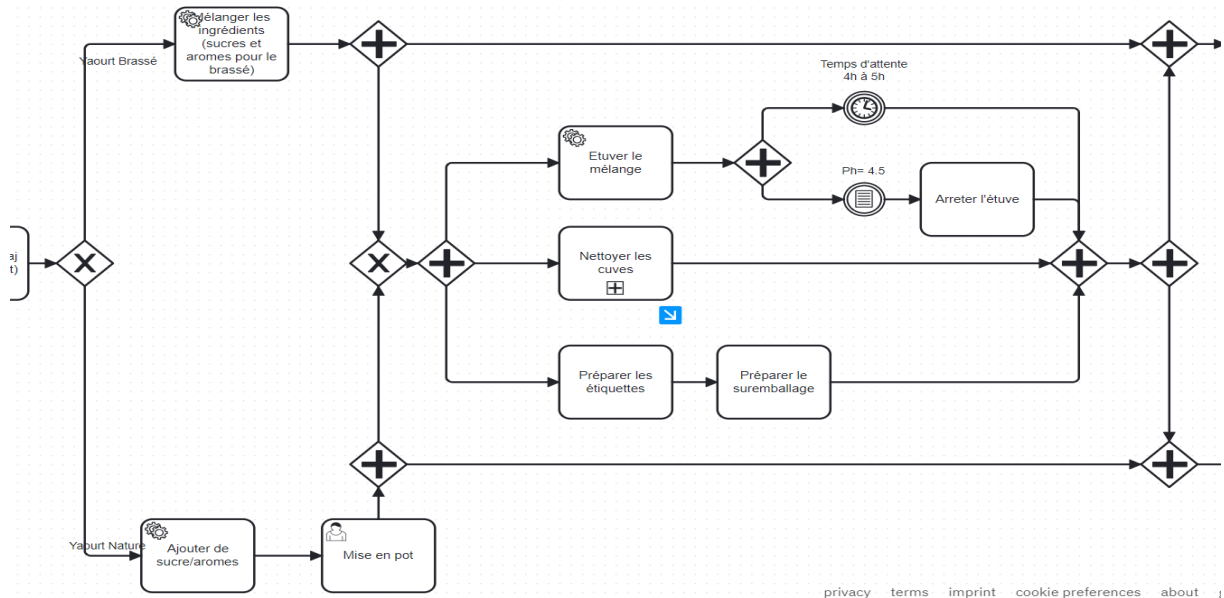 Mélanger les
ingrédients
(sucres et
aromes pour le
brassé)
Yaourt Brassé
Temps d'attente
4h à 5h
Etuver le
mélange
Ph= 4.5
Arreter l'étuve
Nettoyer les
cuves
Préparer les
étiquettes
Préparer le
suremballage
Yaourt Nature
Ajouter de
sucre/aromes
Mise en pot
privacy terms imprint cookie preferences about